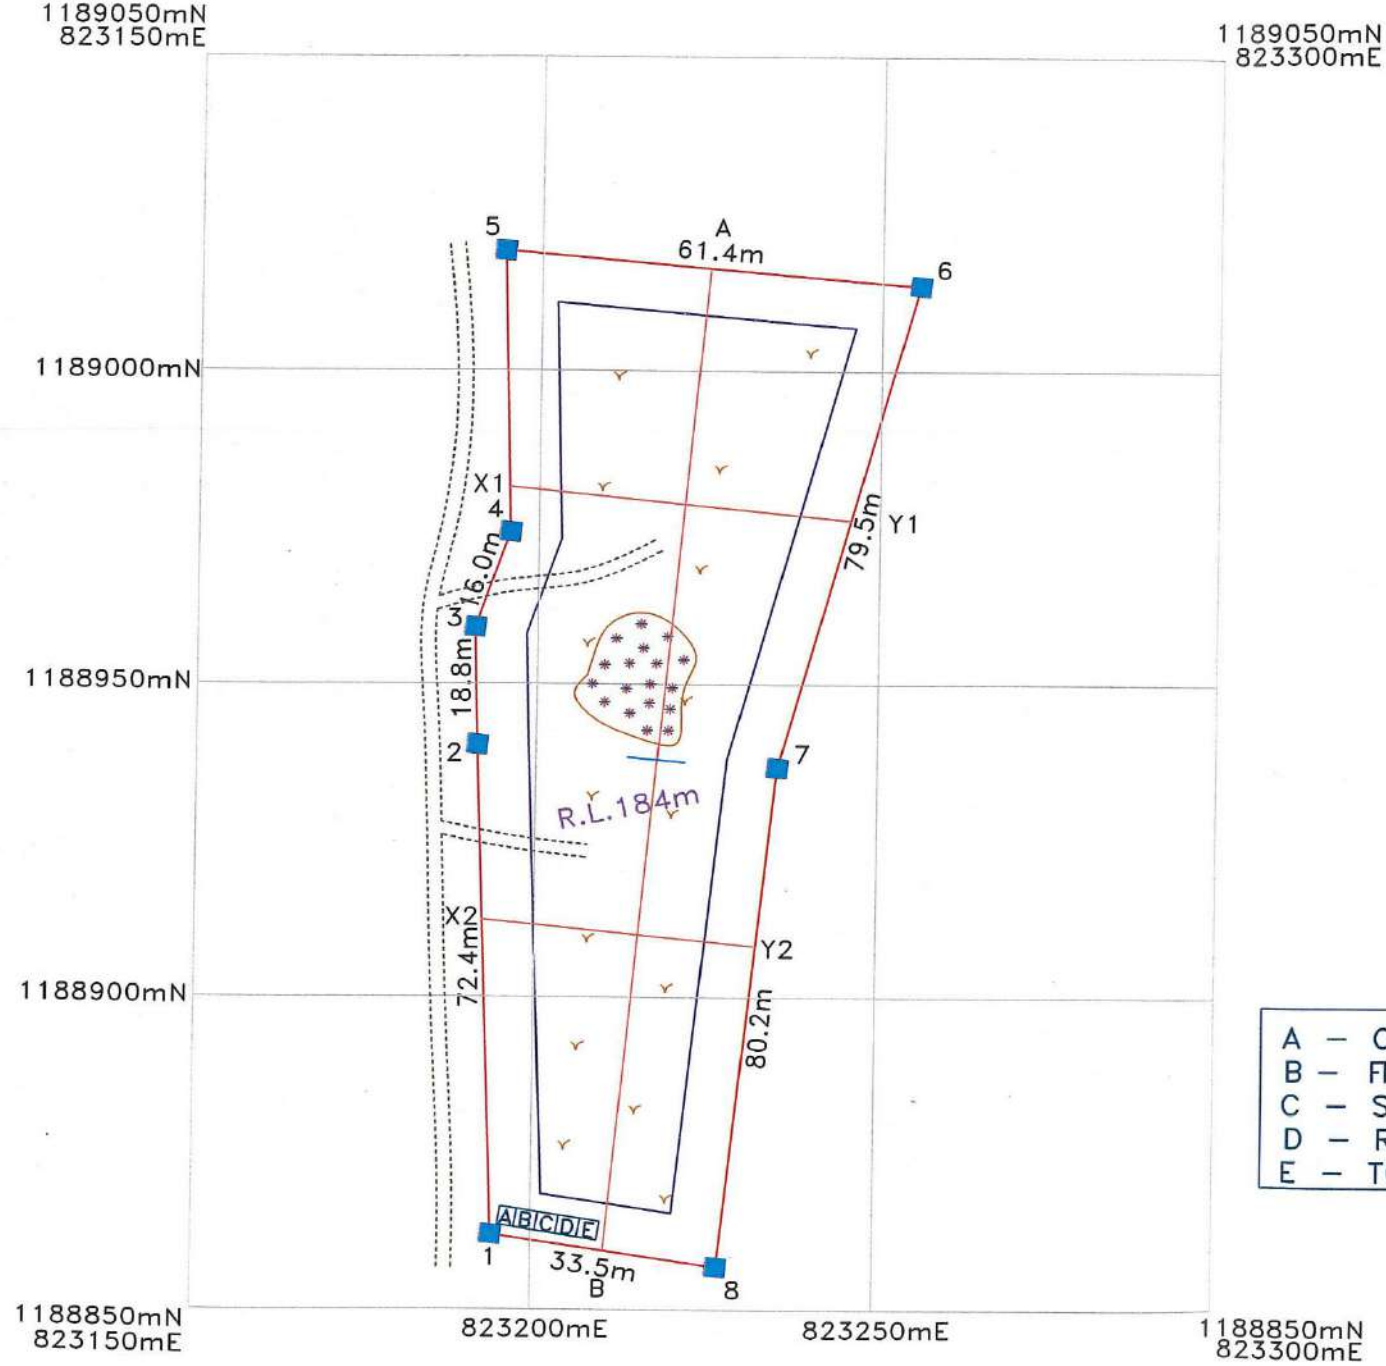 1189050mN
823150mE
1189050mN
823300mE
5
A
61.4m
6
1189000mN
X1
4
Y1
79.5m
16.0m
3
18.8m
1188950mN
2
7
R.L.184m
X2
Y2
72.4m
1188900mN
80.2m
A –
B –
C –
D –
E –
A B C D E
1
33.5m
B
8
1188850mN
823150mE
823200mE
823250mE
1188850mN
823300mE